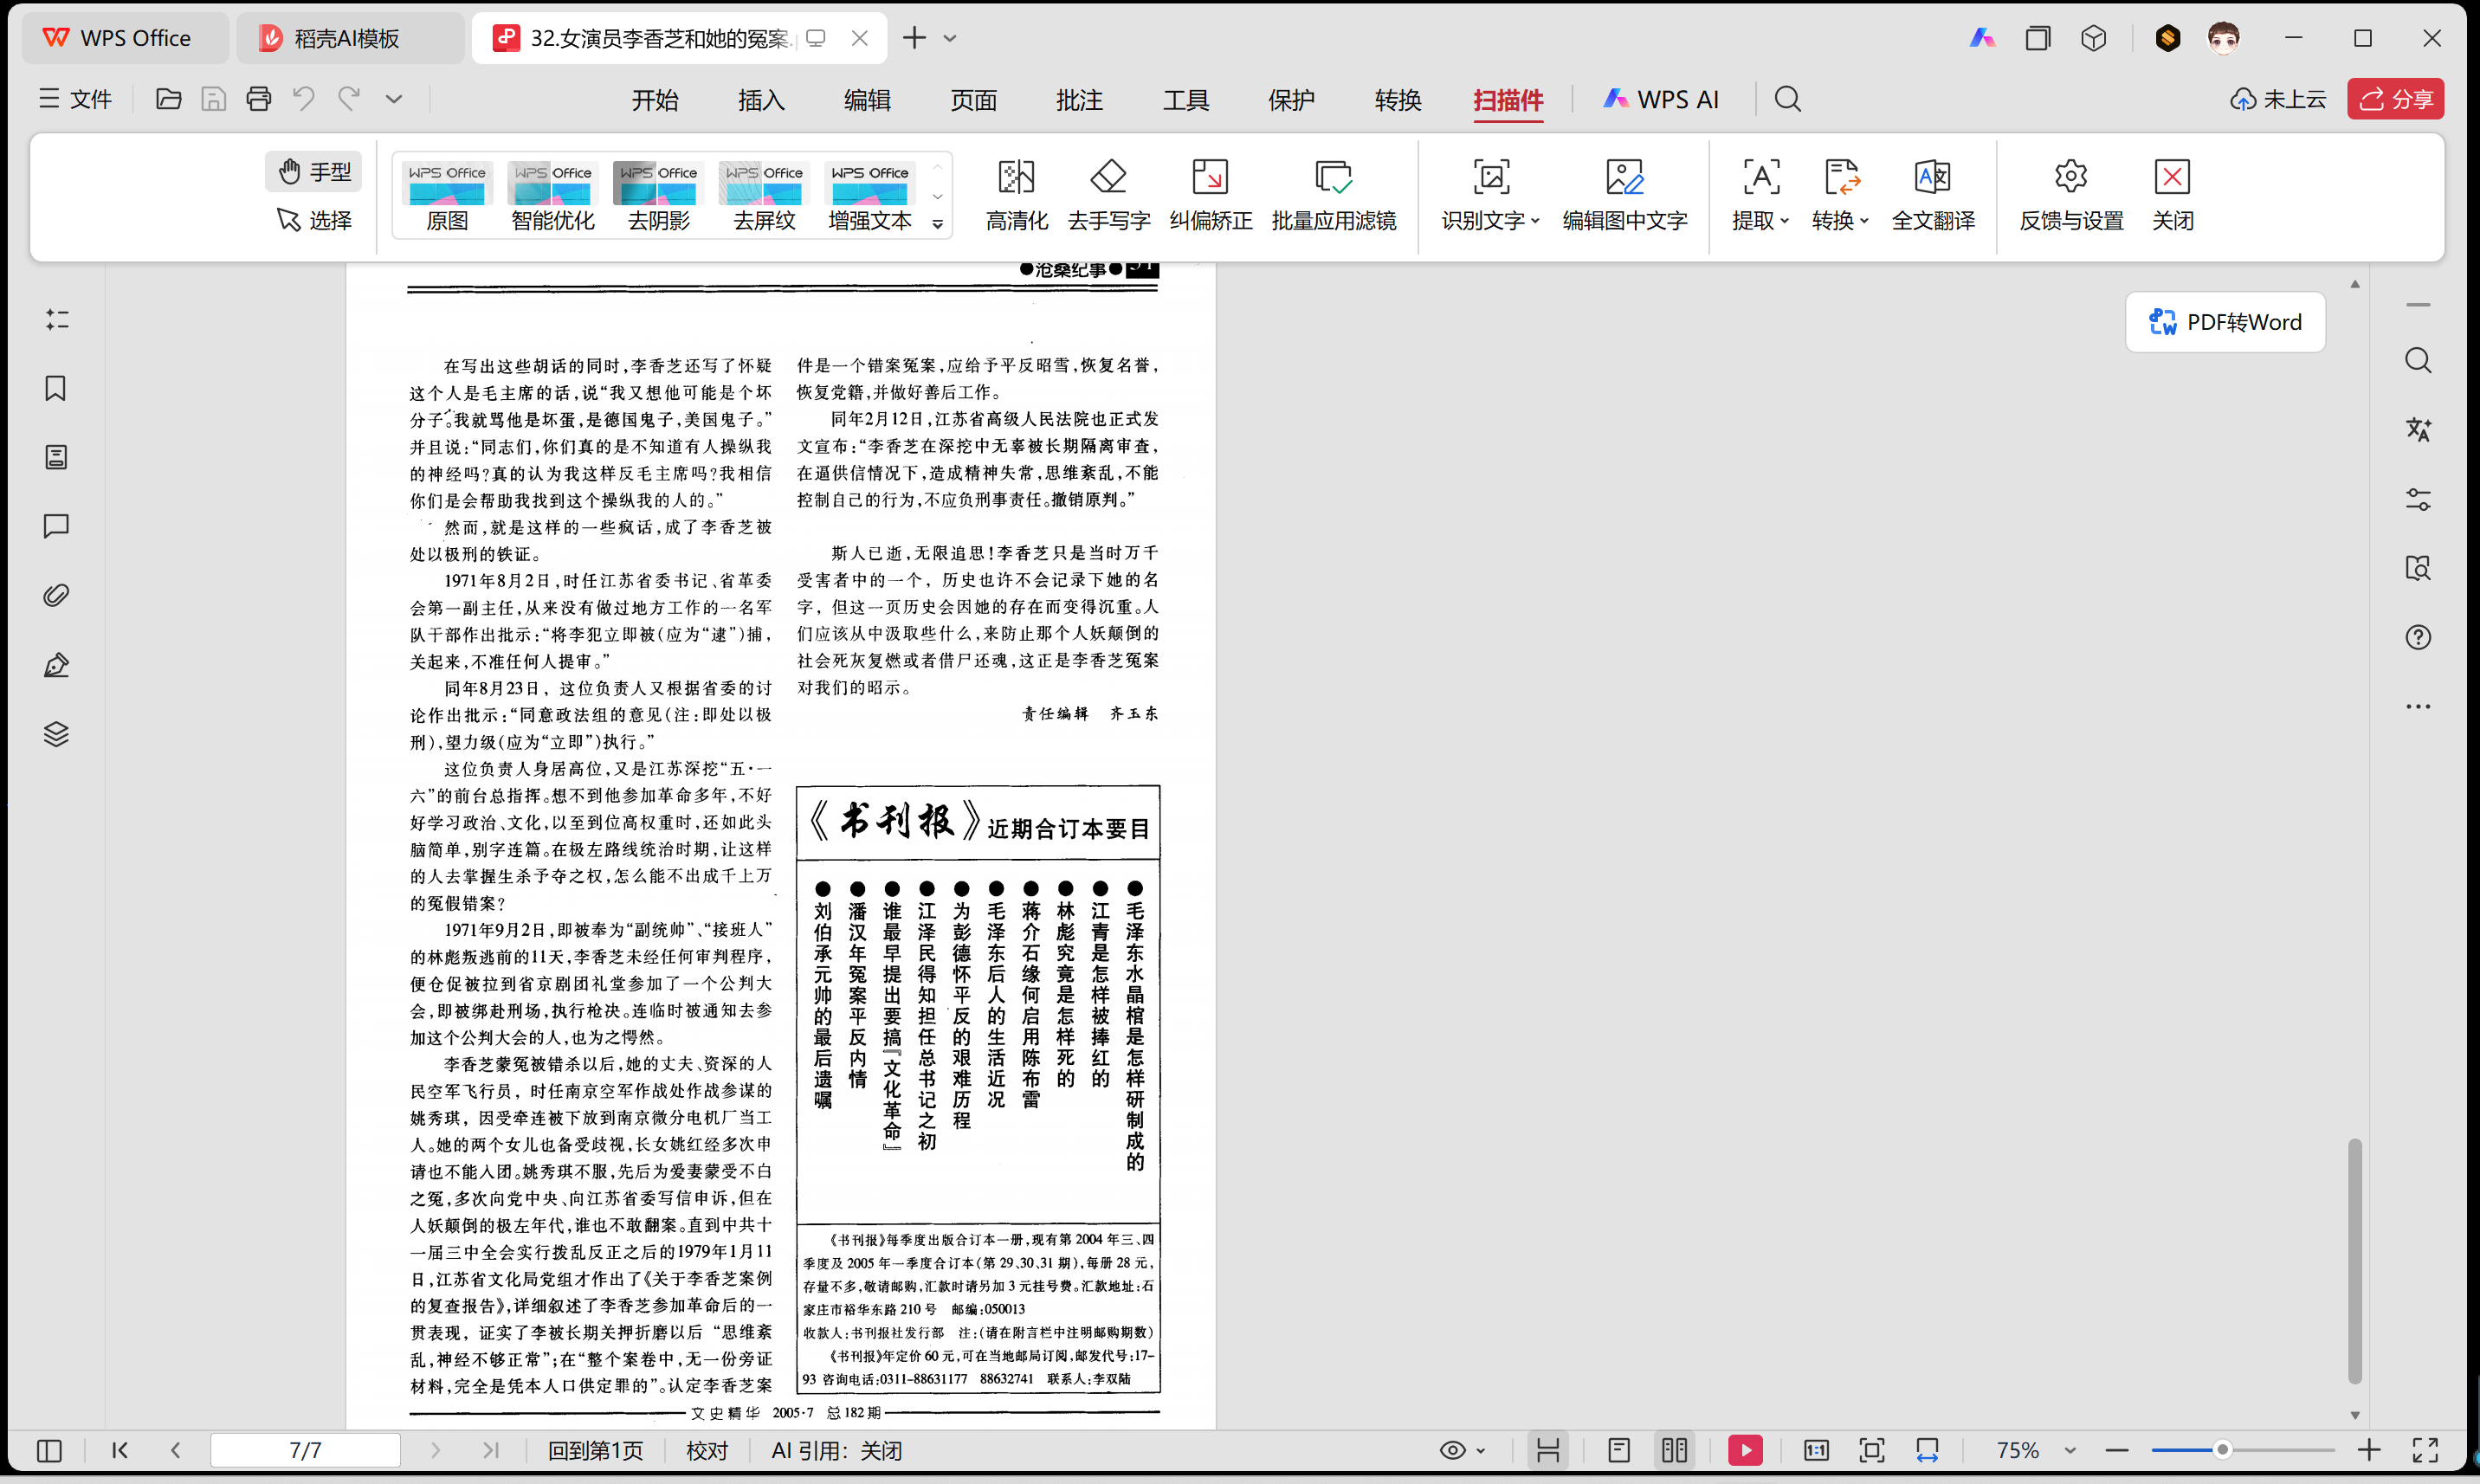 WPS Office
稻壳AI模板
32.女演员李香芝和她的冤案.
文件
开始
插入
编辑
页面
批注
工具
保护
转换
扫描件
WPS AI
未上云
分享
手型
选择
原图
智能优化
去阴影
去屏纹
增强文本
高清化
去手写字
纠偏矫正
批量应用滤镜
识别文字
编辑图中文字
提取
转换
全文翻译
反馈与设置
关闭
PDF转Word
●沧桑纪事●
在写出这些胡话的同时,李香芝还写了怀疑
这个人是毛主席的话,说“我又想他可能是个坏
分子。我就骂他是坏蛋,是德国鬼子,美国鬼子。”
并且说:“同志们,你们真的是不知道有人操纵我
的神经吗?真的认为我这样反毛主席吗?我相信
你们是会帮助我找到这个操纵我的人的。”
然而,就是这样的一些疯话,成了李香芝被
处以极刑的铁证。
1971年8月2日,时任江苏省委书记、省革委
会第一副主任,从来没有做过地方工作的一名军
队干部作出批示:“将李犯立即被(应为“逮”)捕,
关起来,不准任何人提审。”
同年8月23日,这位负责人又根据省委的讨
论作出批示:“同意政法组的意见(注:即处以极
刑),望力级(应为“立即”)执行。”
这位负责人身居高位,又是江苏深挖“五·一
六”的前台总指挥。想不到他参加革命多年,不好
好学习政治、文化,以至到位高权重时,还如此头
脑简单,别字连篇。在极左路线统治时期,让这样
的人去掌握生杀予夺之权,怎么能不出成千上万
的冤假错案?
1971年9月2日,即被奉为“副统帅”、“接班人”
的林彪叛逃前的11天,李香芝未经任何审判程序,
便仓促被拉到省京剧团礼堂参加了一个公判大
会,即被绑赴刑场,执行枪决。连临时被通知去参
加这个公判大会的人,也为之愕然。
李香芝蒙冤被错杀以后,她的丈夫、资深的人
民空军飞行员,时任南京空军作战处作战参谋的
姚秀琪,因受牵连被下放到南京微分电机厂当工
人。她的两个女儿也备受歧视,长女姚红经多次申
请也不能入团。姚秀琪不服,先后为爱妻蒙受不白
之冤,多次向党中央、向江苏省委写信申诉,但在
人妖颠倒的极左年代,谁也不敢翻案。直到中共十
一届三中全会实行拨乱反正之后的1979年1月11
日,江苏省文化局党组才作出了《关于李香芝案例
的复查报告》,详细叙述了李香芝参加革命后的一
贯表现,证实了李被长期关押折磨以后“思维紊
乱,神经不够正常”;在“整个案卷中,无一份旁证
材料,完全是凭本人口供定罪的”。认定李香芝案
件是一个错案冤案,应给予平反昭雪,恢复名誉,
恢复党籍,并做好善后工作。
同年2月12日,江苏省高级人民法院也正式发
文宣布:“李香芝在深挖中无辜被长期隔离审查,
在逼供信情况下,造成精神失常,思维紊乱,不能
控制自己的行为,不应负刑事责任。撤销原判。”
斯人已逝,无限追思!李香芝只是当时万千
受害者中的一个,历史也许不会记录下她的名
字,但这一页历史会因她的存在而变得沉重。人
们应该从中汲取些什么,来防止那个人妖颠倒的
社会死灰复燃或者借尸还魂,这正是李香芝冤案
对我们的昭示。
责任编辑 齐玉东
《书刊报》近期合订本要目
●毛泽东水晶棺是怎样研制成的
●江青是怎样被捧红的
●林彪究竟是怎样死的
●蒋介石缘何启用陈布雷
●毛泽东后人的生活近况
●为彭德怀平反的艰难历程
●江泽民得知担任总书记之初
●谁最早提出要搞『文化革命』
●潘汉年冤案平反内情
●刘伯承元帅的最后遗嘱
《书刊报》每季度出版合订本一册,现有第2004年三、四
季度及2005年一季度合订本(第29、30、31期),每册28元,
存量不多,敬请邮购,汇款时请另加3元挂号费。汇款地址:石
家庄市裕华东路210号 邮编:050013
收款人:书刊报社发行部 注:(请在附言栏中注明邮购期数)
《书刊报》年定价60元,可在当地邮局订阅,邮发代号:17-
93 咨询电话:0311-88631177 88632741 联系人:李双陆
文史精华 2005·7 总182期
7/7
回到第1页
校对
AI 引用：关闭
75%